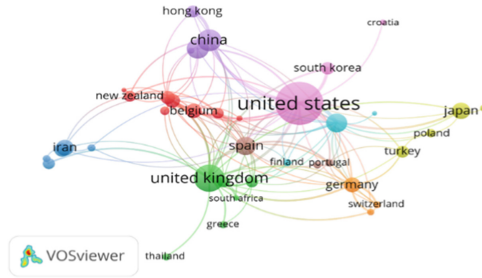 hong kong
croatia
china
south korea
new zealand
united states
belgium
japan
poland
spain
iran
turkey
finland
portugal
united kingdom
germany
south africa
switzerland
greece
thailand
VOSviewer